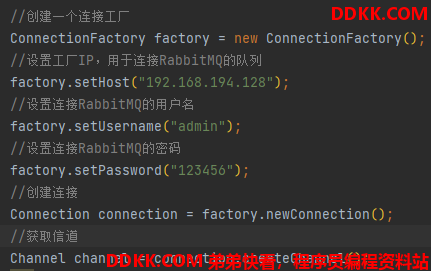 //创建一个连接工厂
DDKK.COM
ConnectionFactory factory = new ConnectionFactory();
//设置工厂IP，用于连接RabbitMQ的队列
factory.setHost("192.168.194.128");
//设置连接RabbitMQ的用户名
factory.setUsername("admin");
//设置连接RabbitMQ的密码
factory.setPassword("123456");
//创建连接
Connection connection = factory.newConnection();
//获取信道
Channel channel = connection.createChannel();
DDKK.COM 弟弟快看，程序员编程资料站